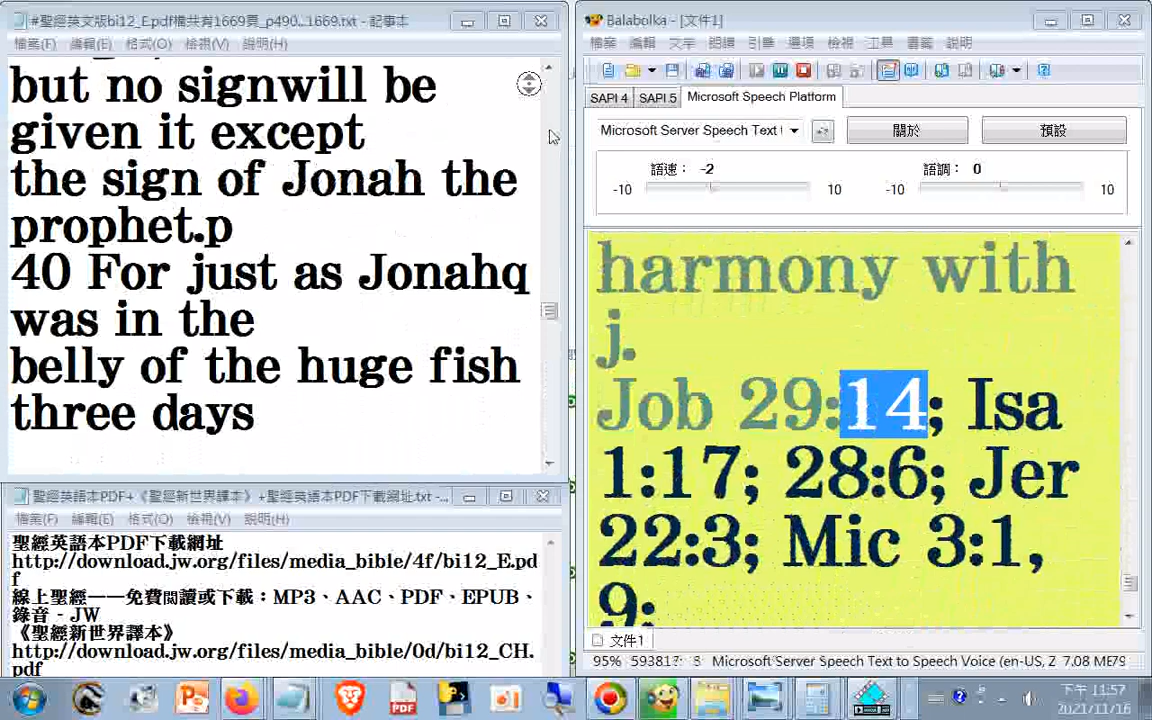 #聖經英文版bi12_E.pdf檔共有1669頁_p490...1669.txt - 記事本
檔案(F) 編輯(E) 格式(O) 檢視(V) 說明(H)
but no signwill be
given it except
the sign of Jonah the
prophet.p
40 For just as Jonahq
was in the
belly of the huge fish
three days
聖經英語本PDF+《聖經新世界譯本》+聖經英語本PDF下載網址.txt - ...
檔案(F) 編輯(E) 格式(O) 檢視(V) 說明(H)
聖經英語本PDF下載網址
http://download.jw.org/files/media_bible/4f/bi12_E.pd
f
線上聖經——免費閱讀或下載：MP3、AAC、PDF、EPUB、
錄音 - JW
《聖經新世界譯本》
http://download.jw.org/files/media_bible/0d/bi12_CH.
pdf
Balabolka - [文件1]
檔案 編輯 文字 朗讀 引擎 選項 檢視 工具 書籤 說明
SAPI 4 SAPI 5 Microsoft Speech Platform
Microsoft Server Speech Text 關於 預設
語速： -2 語調： 0
-10 10 -10 10
harmony with
j.
Job 29:14; Isa
1:17; 28:6; Jer
22:3; Mic 3:1,
9;
文件1
95% Microsoft Server Speech Text to Speech Voice (en-US, Z 7.08 ME
下午 11:57
2021/11/16